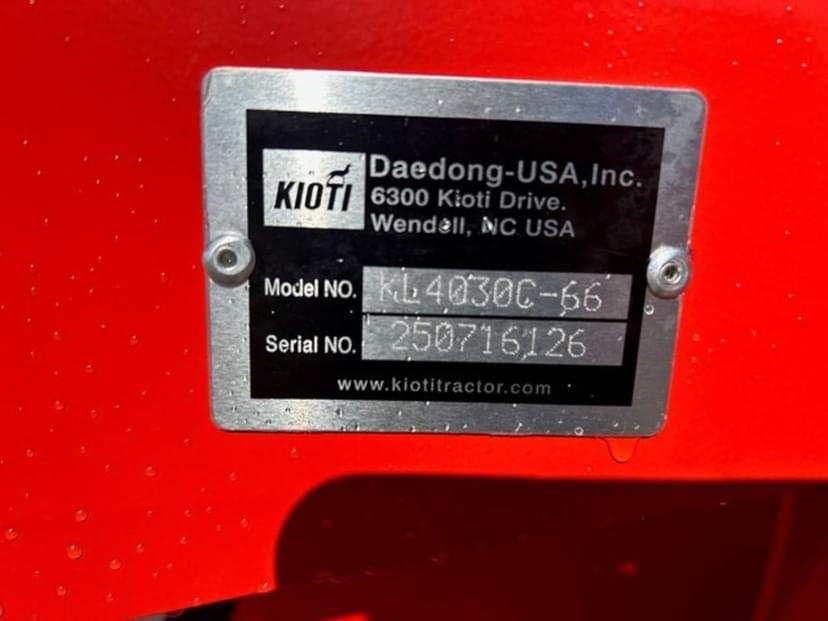 KIOTI
Daedong-USA,Inc.
6300 Kioti Drive.
Wendell, NC USA
Model NO. KL4030C-66
Serial NO. 250716126
www.kiotitractor.com